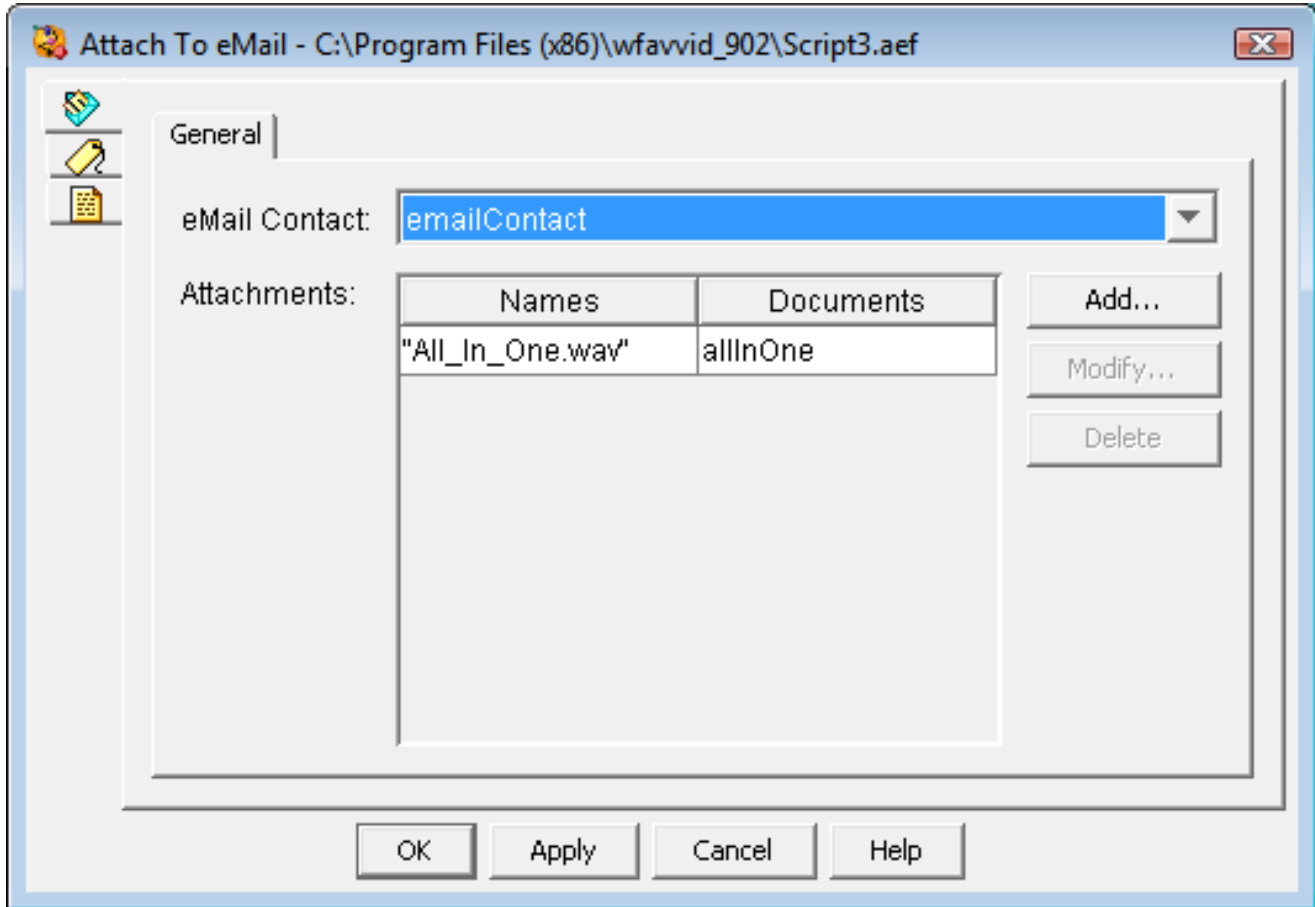 Attach To eMail - C:\Program Files (x86)\wfavvid_902\Script3.aef
General
eMail Contact: emailContact
Attachments: Names Documents Add...
"All_In_One.wav" allInOne
Modify...
Delete
OK Apply Cancel Help